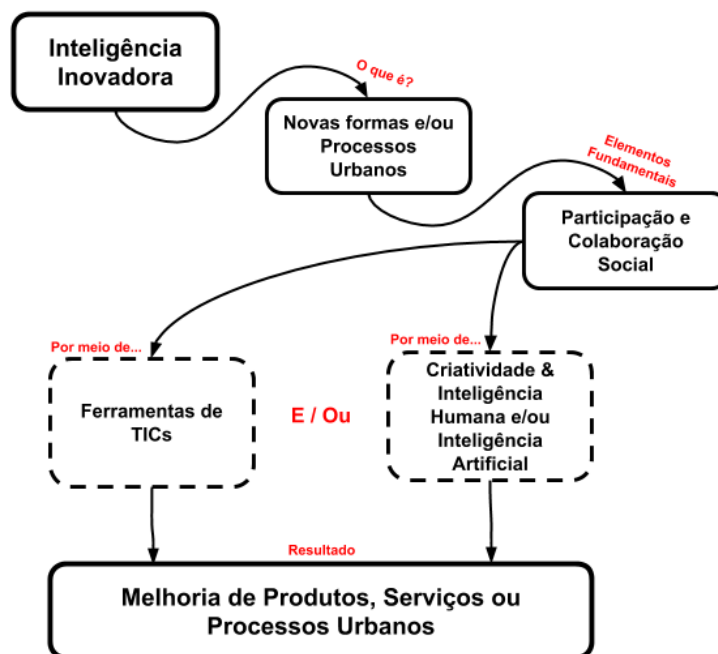 Inteligência
Inovadora
O que é?
Novas formas e/ou
Processos
Urbanos
Elementos
Fundamentais
Participação e
Colaboração
Social
Por meio de...
Ferramentas de
TICs
E / Ou
Por meio de...
Criatividade &
Inteligência
Humana e/ou
Inteligência
Artificial
Resultado
Melhoria de Produtos, Serviços ou
Processos Urbanos